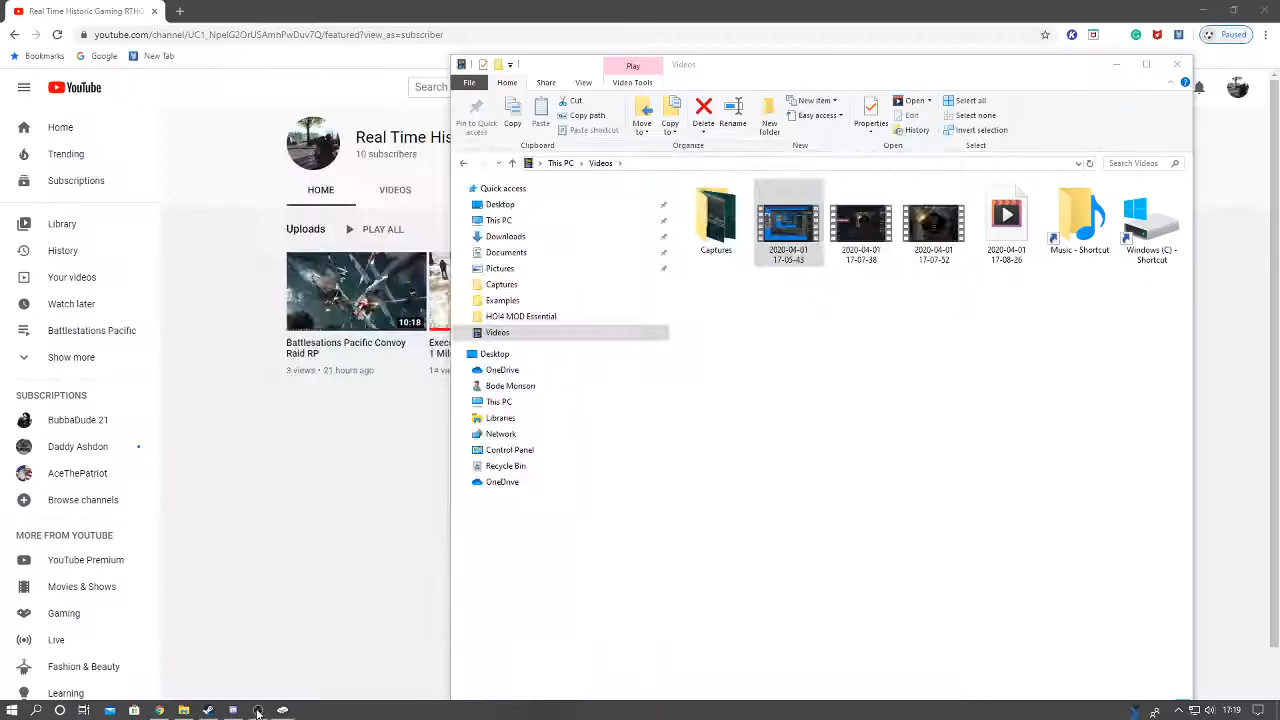 Real Time Historic Gaming RTHG
youtube.com/channel/UC1_NpelG2OrUSAmhPwDuv7Q/featured?view_as=subscriber
Paused
Bookmarks
Google
New Tab
YouTube
Search
Home
Trending
Subscriptions
Library
History
Your videos
Watch later
Battlestations Pacific
Show more
SUBSCRIPTIONS
BubbaDude 21
Daddy Ashdon
AceThePatriot
Browse channels
MORE FROM YOUTUBE
YouTube Premium
Movies & Shows
Gaming
Live
Fashion & Beauty
Learning
Real Time His
10 subscribers
HOME
VIDEOS
Uploads
PLAY ALL
10:18
Battlesations Pacific Convoy
Raid RP
3 views • 21 hours ago
Exec
1 Mil
14 vie
Play
Videos
File
Home
Share
View
Video Tools
Pin to Quick
access
Copy
Paste
Cut
Copy path
Paste shortcut
Clipboard
Move
to
Copy
to
Delete
Rename
Organize
New
folder
New item
Easy access
New
Properties
Open
Edit
History
Open
Select all
Select none
Invert selection
Select
This PC
Videos
Search Videos
Quick access
Desktop
This PC
Downloads
Documents
Pictures
Captures
Examples
HOI4 MOD Essential
Videos
Desktop
OneDrive
Bode Monson
This PC
Libraries
Network
Control Panel
Recycle Bin
OneDrive
Captures
2020-04-01
17-05-43
2020-04-01
17-07-38
2020-04-01
17-07-52
2020-04-01
17-08-26
Music - Shortcut
Windows (C) -
Shortcut
17:19